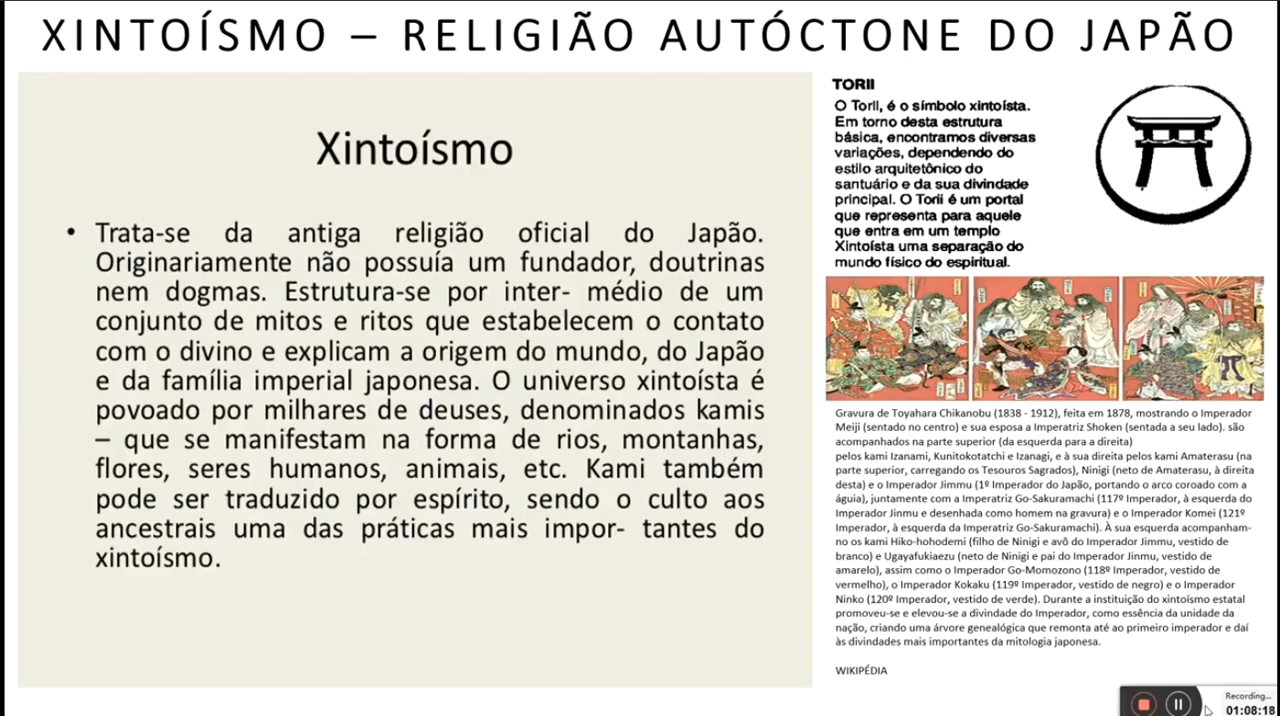 XINTOÍSMO – RELIGIÃO AUTÓCTONE DO JAPÃO
Xintoísmo
• Trata-se da antiga religião oficial do Japão.
Originariamente não possuía um fundador, doutrinas
nem dogmas. Estrutura-se por inter- médio de um
conjunto de mitos e ritos que estabelecem o contato
com o divino e explicam a origem do mundo, do Japão
e da família imperial japonesa. O universo xintoísta é
povoado por milhares de deuses, denominados kamis
– que se manifestam na forma de rios, montanhas,
flores, seres humanos, animais, etc. Kami também
pode ser traduzido por espírito, sendo o culto aos
ancestrais uma das práticas mais impor- tantes do
xintoísmo.
TORII
O Torii, é o símbolo xintoísta.
Em torno desta estrutura
básica, encontramos diversas
variações, dependendo do
estilo arquitetônico do
santuário e da sua divindade
principal. O Torii é um portal
que representa para aquele
que entra em um templo
Xintoísta uma separação do
mundo físico do espiritual.
Gravura de Toyahara Chikanobu (1838 - 1912), feita em 1878, mostrando o Imperador
Meiji (sentado no centro) e sua esposa a Imperatriz Shoken (sentada a seu lado). são
acompanhados na parte superior (da esquerda para a direita)
pelos kami Izanami, Kunitokotatchi e Izanagi, e à sua direita pelos kami Amaterasu (na
parte superior, carregando os Tesouros Sagrados), Ninigi (neto de Amaterasu, à direita
desta) e o Imperador Jimmu (1º Imperador do Japão, portando o arco coroado com a
águia), juntamente com a Imperatriz Go-Sakuramachi (117º Imperador, à esquerda do
Imperador Jinmu e desenhada como homem na gravura) e o Imperador Komei (121º
Imperador, à esquerda da Imperatriz Go-Sakuramachi). À sua esquerda acompanham-
no os kami Hiko-hohodemi (filho de Ninigi e avô do Imperador Jimmu, vestido de
branco) e Ugayafukiaezu (neto de Ninigi e pai do Imperador Jinmu, vestido de
amarelo), assim como o Imperador Go-Momozono (118º Imperador, vestido de
vermelho), o Imperador Kokaku (119º Imperador, vestido de negro) e o Imperador
Ninko (120º Imperador, vestido de verde). Durante a instituição do xintoísmo estatal
promoveu-se e elevou-se a divindade do Imperador, como essência da unidade da
nação, criando uma árvore genealógica que remonta até ao primeiro imperador e daí
às divindades mais importantes da mitologia japonesa.
WIKIPÉDIA
Recording...
01:08:18